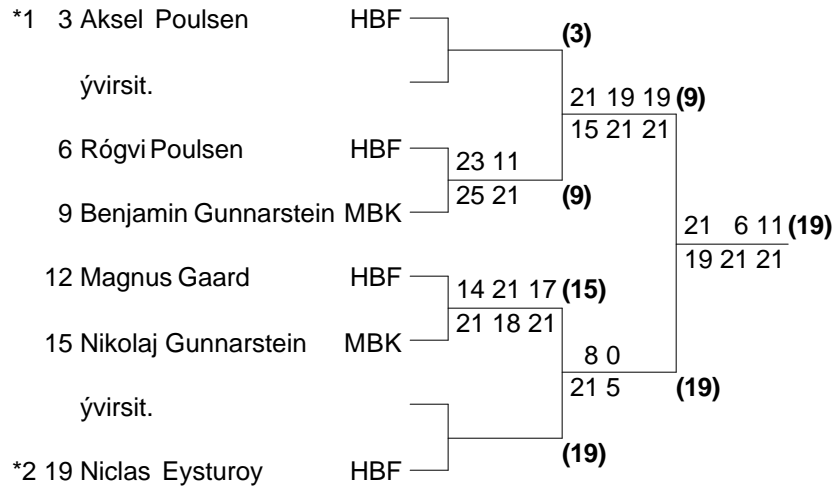 *1 3 Aksel Poulsen HBF (3)
ývirsit.
21 19 19 (9)
15 21 21
6 Rógvi Poulsen HBF 23 11
25 21 (9)
9 Benjamin Gunnarstein MBK
21 6 11 (19)
19 21 21
12 Magnus Gaard HBF 14 21 17 (15)
21 18 21
15 Nikolaj Gunnarstein MBK
8 0
21 5 (19)
ývirsit.
(19)
*2 19 Niclas Eysturoy HBF